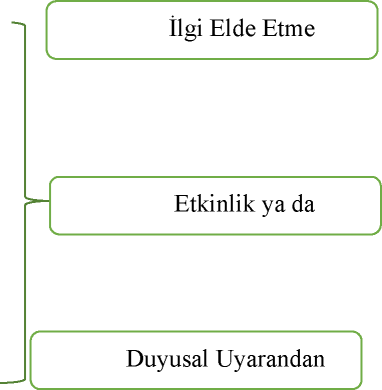 İlgi Elde Etme
Etkinlik ya da
Duyusal Uyarandan